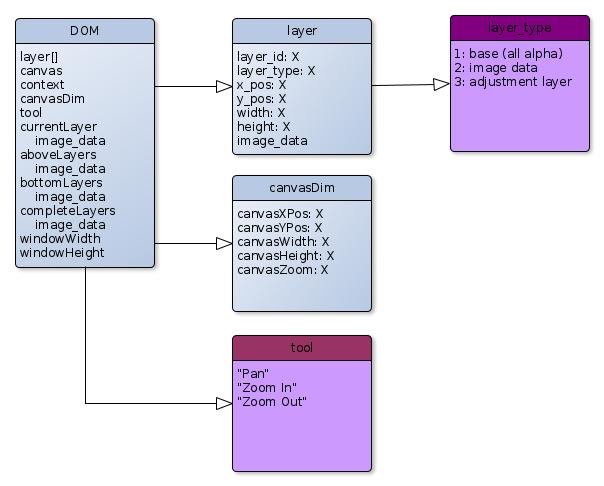 DOM
layer[]
canvas
context
canvasDim
tool
currentLayer
image_data
aboveLayers
image_data
bottomLayers
image_data
completeLayers
image_data
windowWidth
windowHeight
layer
layer_id: X
layer_type: X
x_pos: X
y_pos: X
width: X
height: X
image_data
layer_type
1: base (all alpha)
2: image data
3: adjustment layer
canvasDim
canvasXPos: X
canvasYPos: X
canvasWidth: X
canvasHeight: X
canvasZoom: X
tool
"Pan"
"Zoom In"
"Zoom Out"